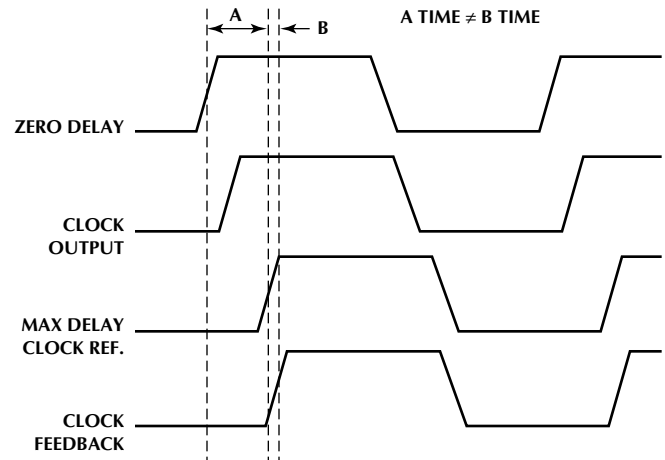 A
B
A TIME ≠ B TIME
ZERO DELAY
CLOCK
OUTPUT
MAX DELAY
CLOCK REF.
CLOCK
FEEDBACK